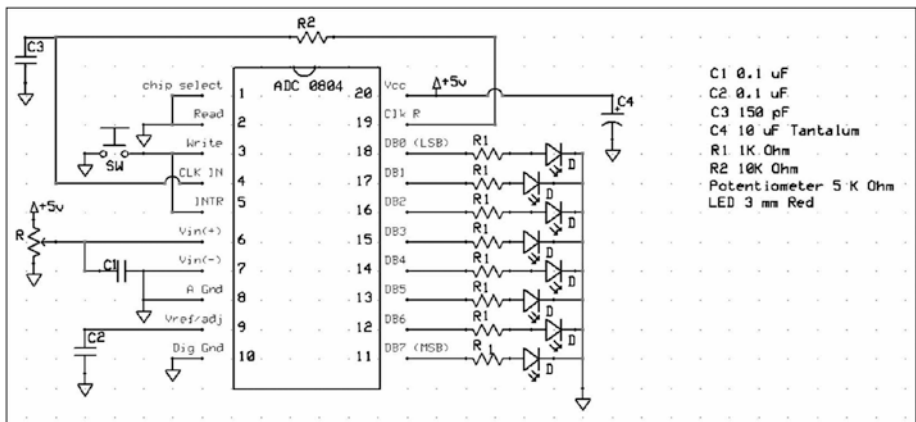 R2
C3
ADC 0804
chip select
1
Read
2
Write
3
SW
CLK IN
4
INTR
5
+5v
R
Vin(+)
6
C1
Vin(-)
7
A Gnd
8
Vref/adj
9
C2
Dig Gnd
10
20
Vcc
+5v
C4
+
19
Clk R
18
DB0 (LSB)
R1
D
17
DB1
R1
D
16
DB2
R1
D
15
DB3
R1
D
14
DB4
R1
D
13
DB5
R1
D
12
DB6
R1
D
11
DB7 (MSB)
R1
D
C1 0.1 uF
C2 0.1 uF
C3 150 pF
C4 10 uF Tantalum
R1 1K Ohm
R2 10K Ohm
Potentiometer 5 K Ohm
LED 3 mm Red